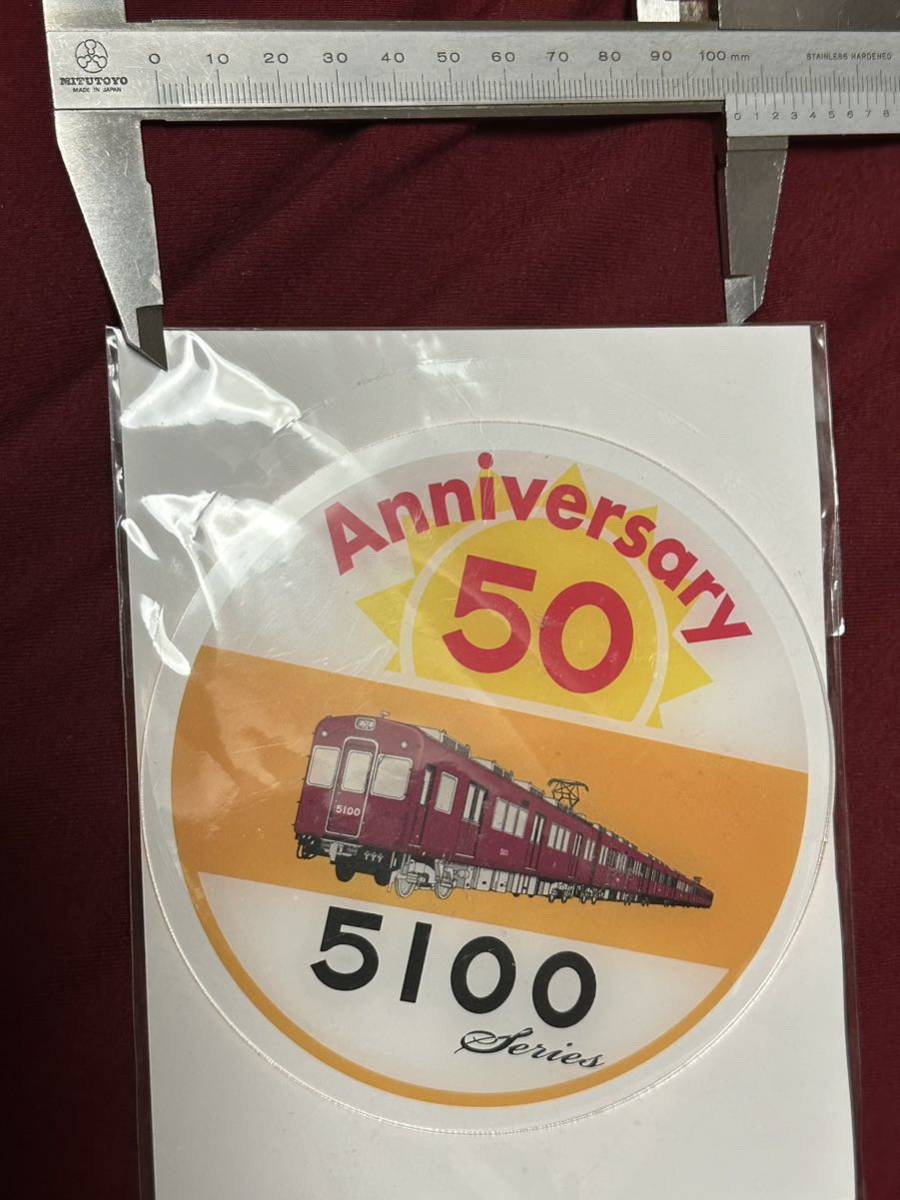 0 10 20 30 40 50 60 70 80 90 100 mm
STAINLESS HARDENED
MITUTOYO
MADE IN JAPAN
0 1 2 3 4 5 6 7 8
Anniversary
50
5100
5100
Series